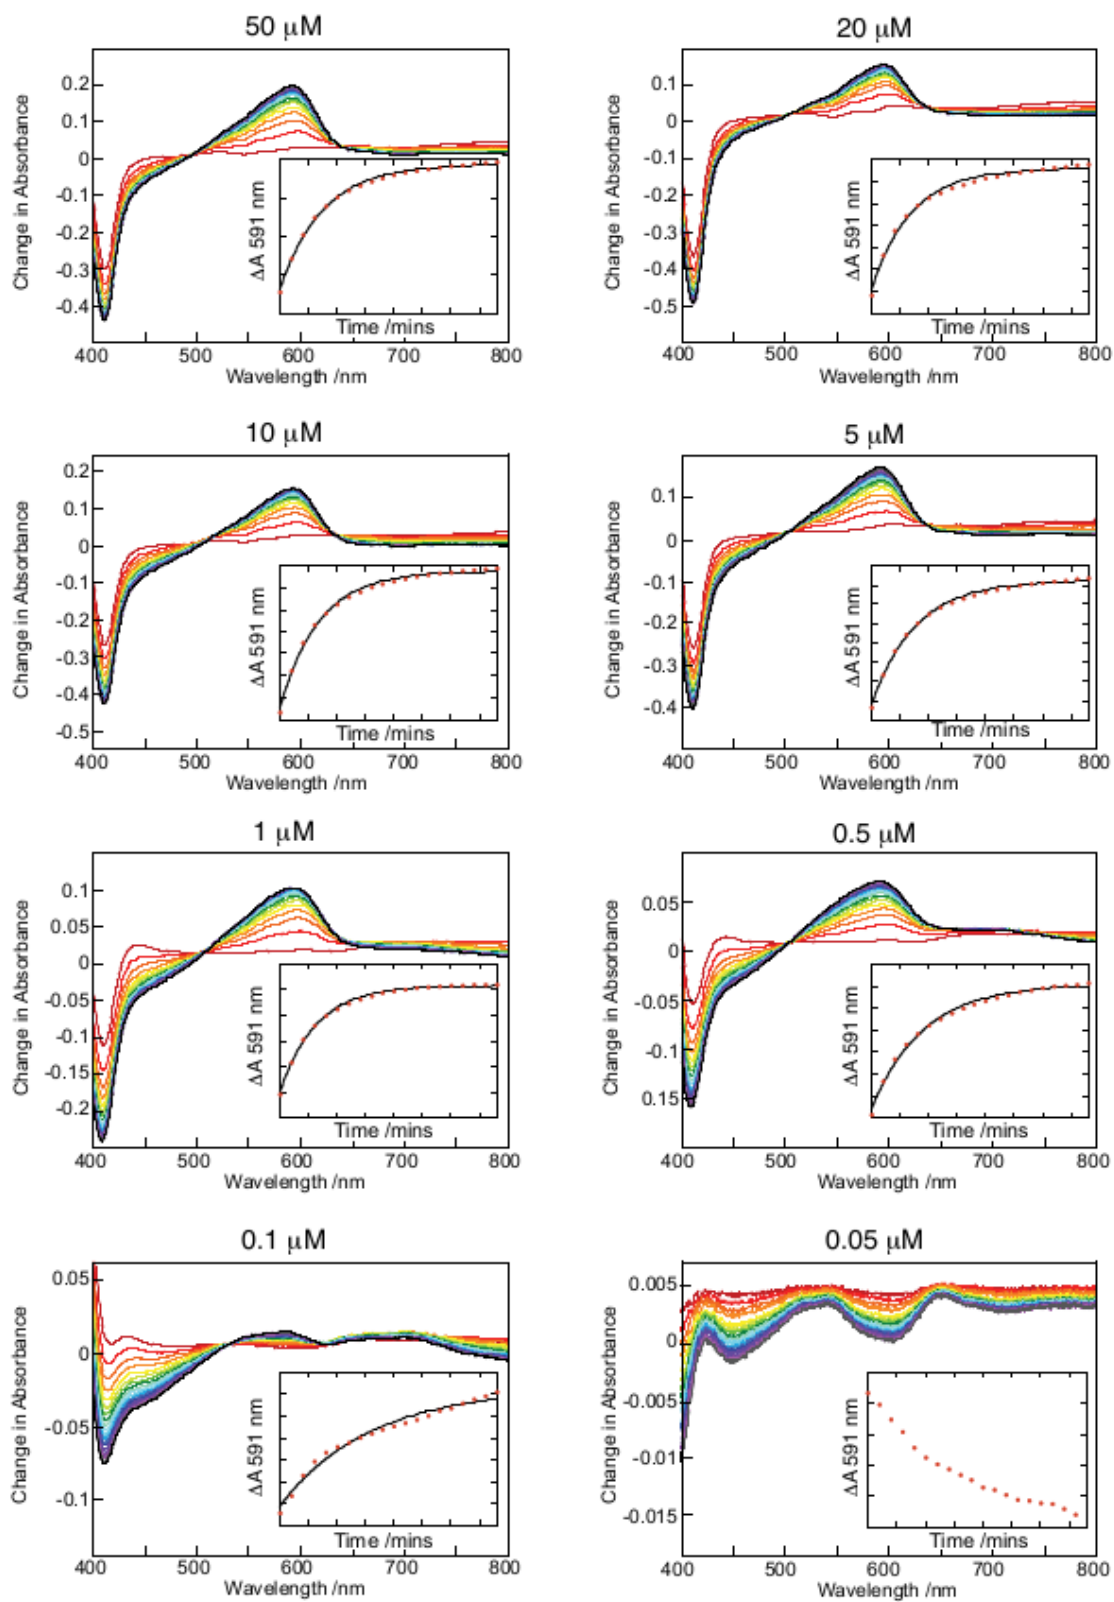 50 μM
0.2
0.1
0
-0.1
-0.2
-0.3
-0.4
Change in Absorbance
ΔA 591 nm
Time /mins
400 500 600 700 800
Wavelength /nm
20 μM
0.1
0
-0.1
-0.2
-0.3
-0.4
-0.5
Change in Absorbance
ΔA 591 nm
Time /mins
400 500 600 700 800
Wavelength /nm
10 μM
0.2
0.1
0
-0.1
-0.2
-0.3
-0.4
-0.5
Change in Absorbance
ΔA 591 nm
Time /mins
400 500 600 700 800
Wavelength /nm
5 μM
0.1
0
-0.1
-0.2
-0.3
-0.4
Change in Absorbance
ΔA 591 nm
Time /mins
400 500 600 700 800
Wavelength /nm
1 μM
0.1
0.05
0
-0.05
-0.1
-0.15
-0.2
Change in Absorbance
ΔA 591 nm
Time /mins
400 500 600 700 800
Wavelength /nm
0.5 μM
0.05
0
-0.05
-0.1
0.15
Change in Absorbance
ΔA 591 nm
Time /mins
400 500 600 700 800
Wavelength /nm
0.1 μM
0.05
0
-0.05
-0.1
Change in Absorbance
ΔA 591 nm
Time /mins
400 500 600 700 800
Wavelength /nm
0.05 μM
0.005
0
-0.005
-0.01
-0.015
Change in Absorbance
ΔA 591 nm
Time /mins
400 500 600 700 800
Wavelength /nm